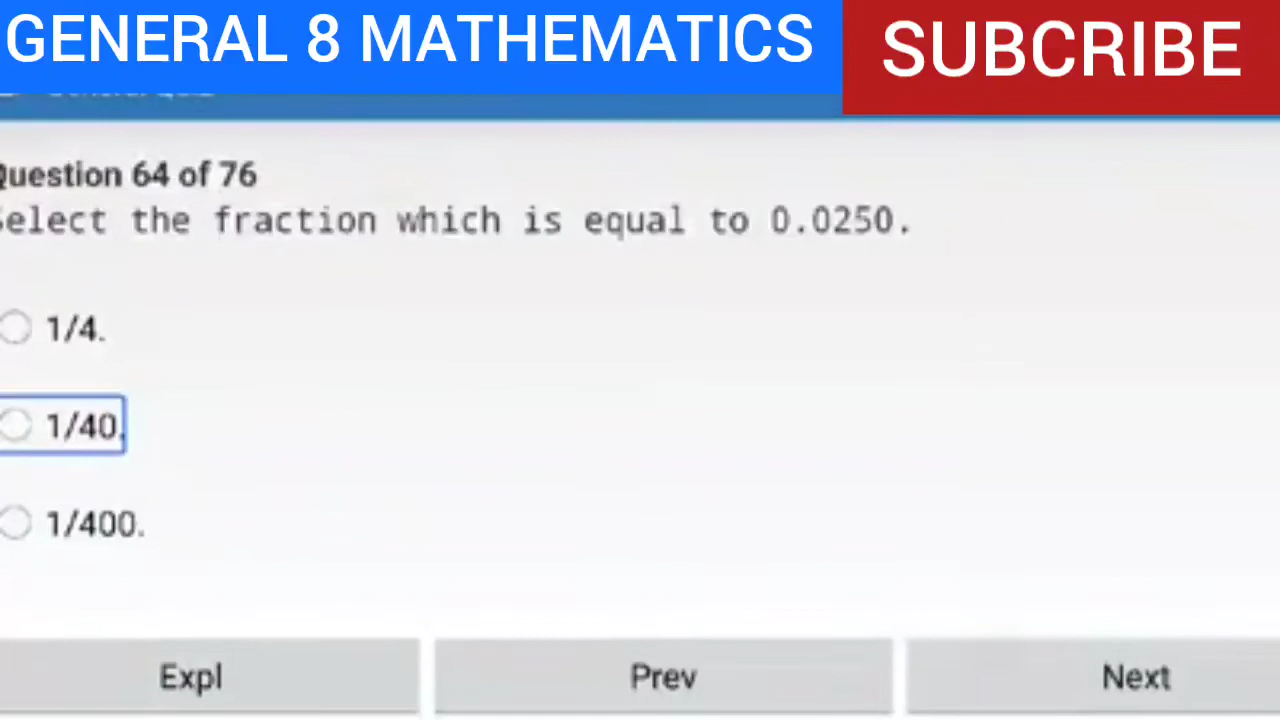 GENERAL 8 MATHEMATICS
SUBCRIBE
Question 64 of 76
Select the fraction which is equal to 0.0250.
1/4.
1/40.
1/400.
Expl
Prev
Next